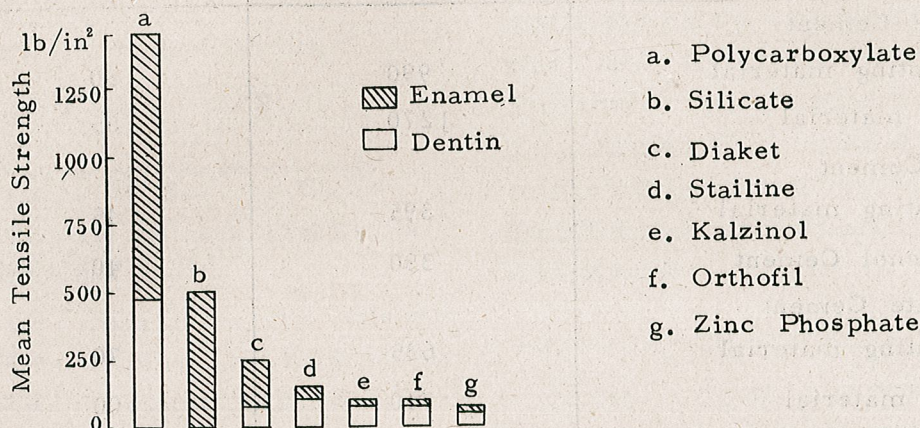 lb/in²
Mean Tensile Strength
1250
1000
750
500
250
0
a
b
c
d
e
f
g
Enamel
Dentin
a. Polycarboxylate
b. Silicate
c. Diaket
d. Stailine
e. Kalzinol
f. Orthofil
g. Zinc Phosphate